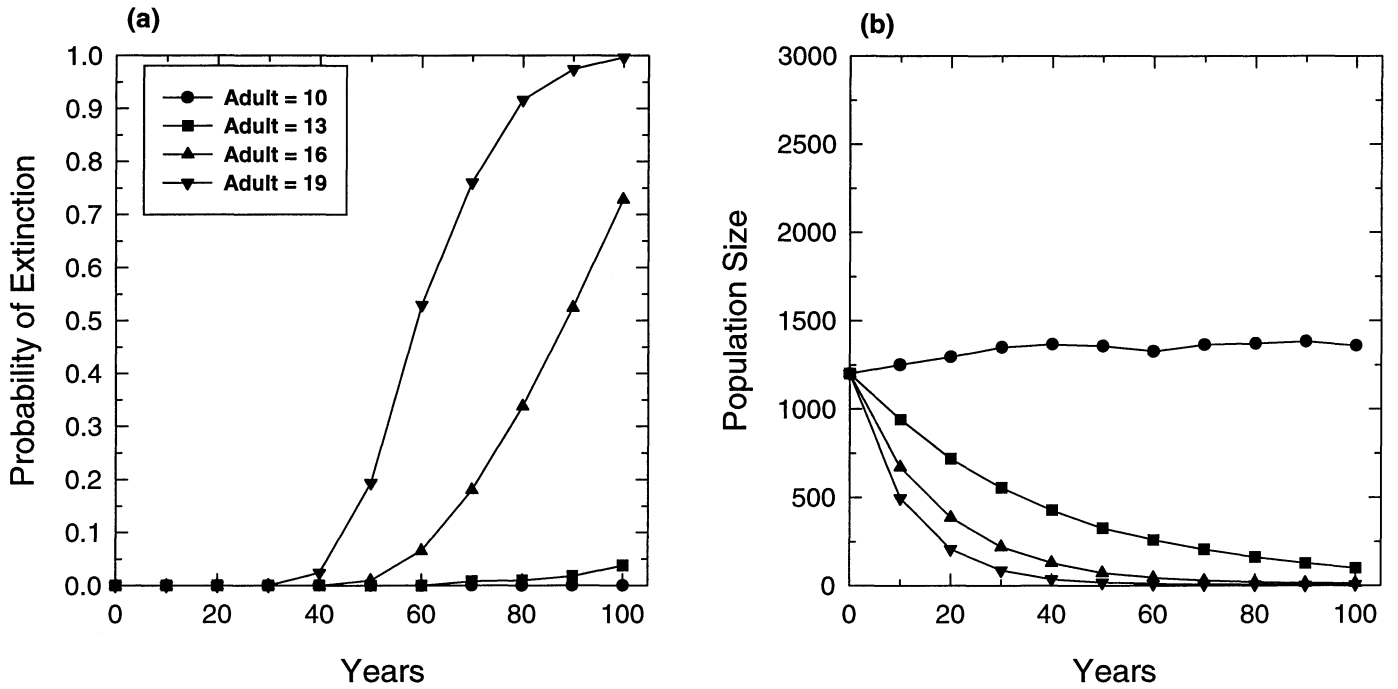 (a)
Probability of Extinction
1.0
0.9
0.8
0.7
0.6
0.5
0.4
0.3
0.2
0.1
0.0
Adult = 10
Adult = 13
Adult = 16
Adult = 19
0 20 40 60 80 100
Years
(b)
Population Size
3000
2500
2000
1500
1000
500
0
0 20 40 60 80 100
Years